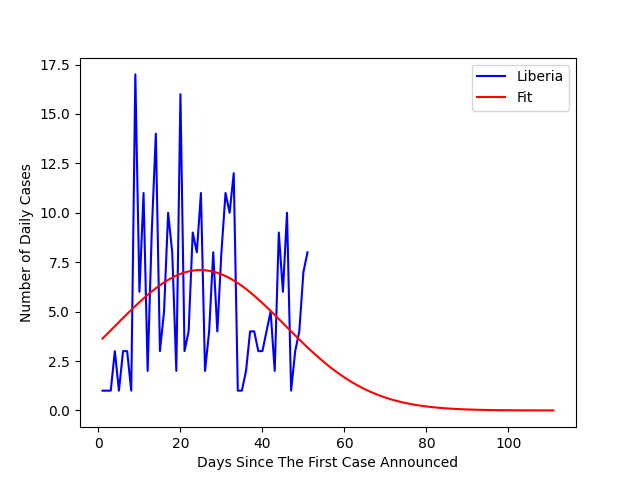 Liberia
Fit
17.5
15.0
12.5
10.0
7.5
5.0
2.5
0.0
Number of Daily Cases
0 20 40 60 80 100
Days Since The First Case Announced